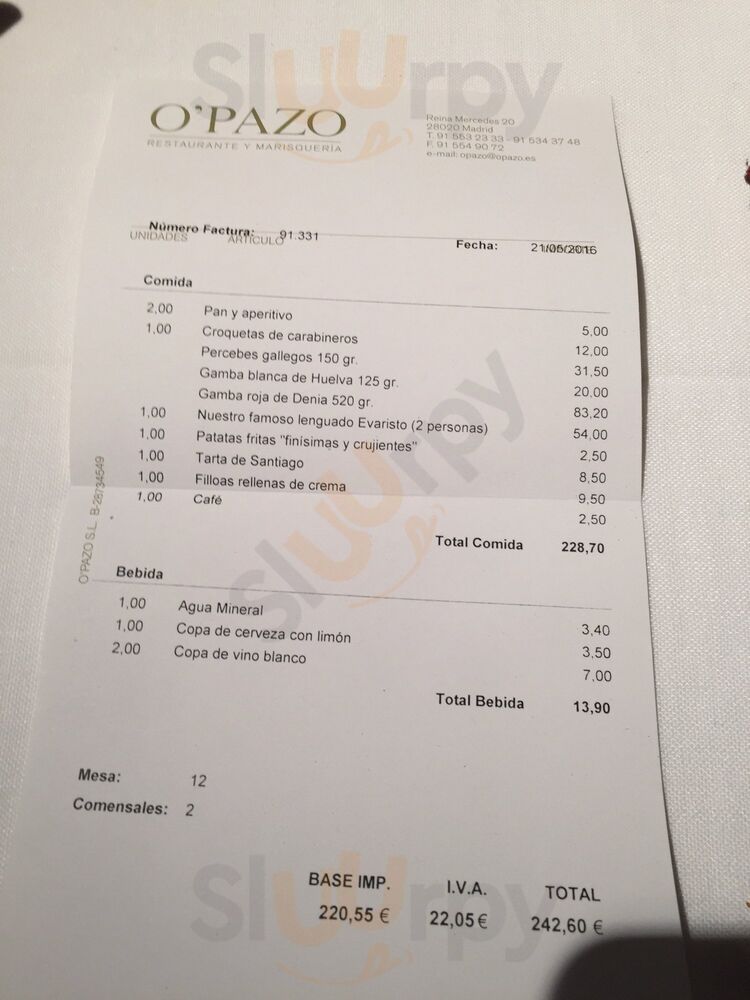 O'PAZO
RESTAURANTE Y MARISQUERÍA
Reina Mercedes 20
28020 Madrid
T. 91 553 23 33 - 91 534 37 48
F. 91 554 90 72
e-mail: opazo@opazo.es
Número Factura: 91.331
UNIDADES ARTICULO
Fecha: 21/05/2015
Comida
2,00 Pan y aperitivo 5,00
1,00 Croquetas de carabineros 12,00
Percebes gallegos 150 gr. 31,50
Gamba blanca de Huelva 125 gr. 20,00
Gamba roja de Denia 520 gr. 83,20
1,00 Nuestro famoso lenguado Evaristo (2 personas) 54,00
1,00 Patatas fritas "finísimas y crujientes" 2,50
1,00 Tarta de Santiago 8,50
1,00 Filloas rellenas de crema 9,50
1,00 Café 2,50
Total Comida 228,70
O'PAZO S.L. B-28734549
Bebida
1,00 Agua Mineral 3,40
1,00 Copa de cerveza con limón 3,50
2,00 Copa de vino blanco 7,00
Total Bebida 13,90
Mesa: 12
Comensales: 2
BASE IMP. I.V.A. TOTAL
220,55 € 22,05 € 242,60 €
Sluurpy
Sluurpy
Sluurpy